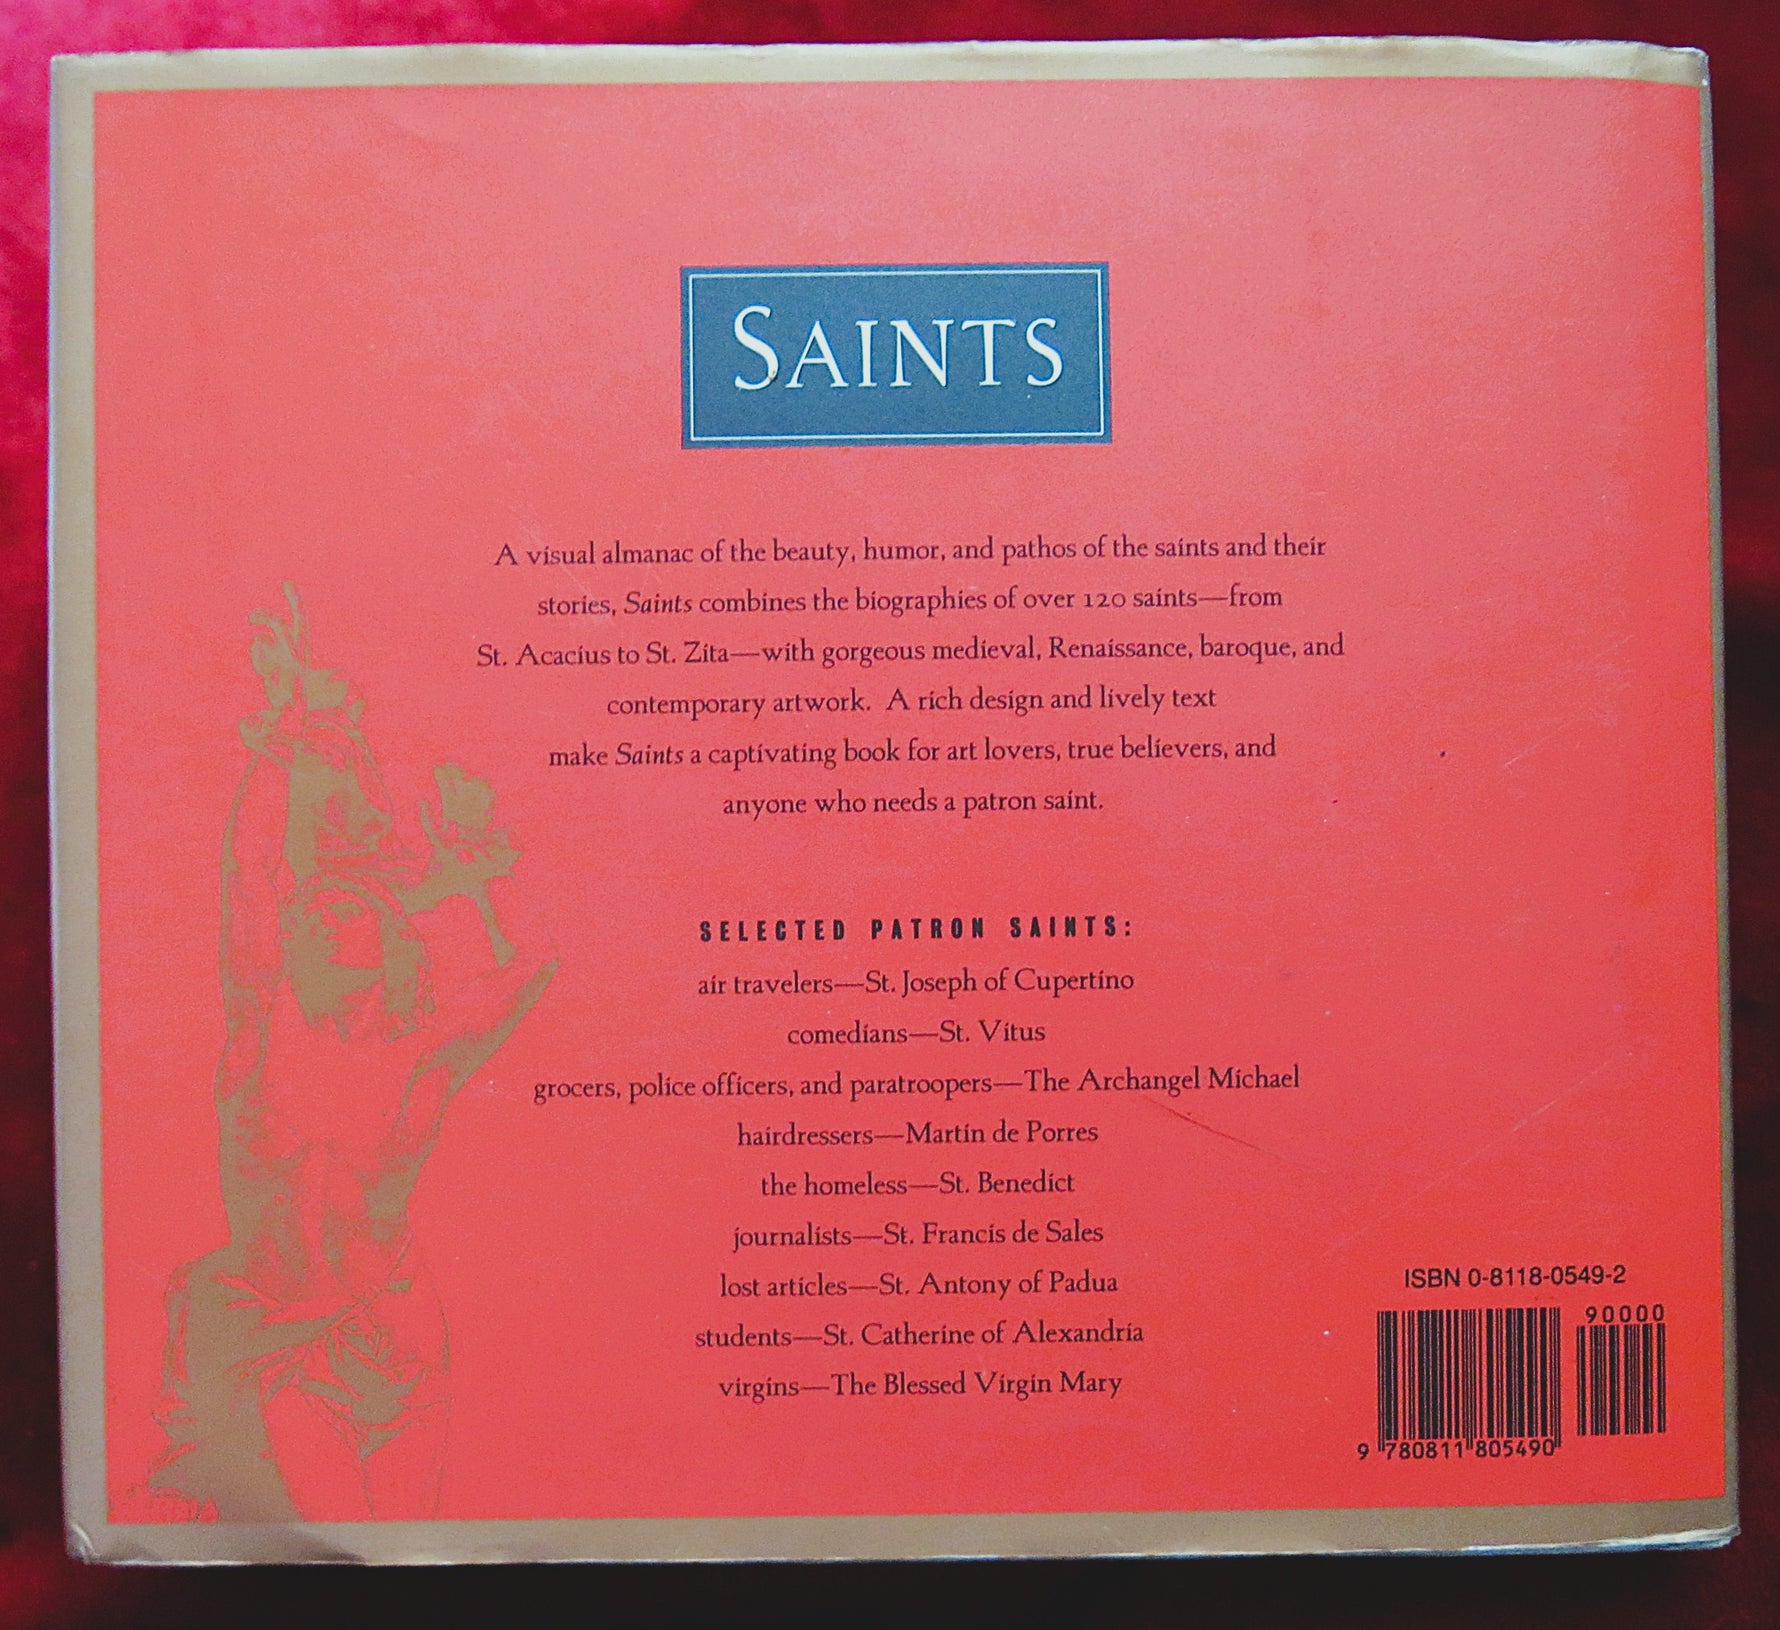 SAINTS
A visual almanac of the beauty, humor, and pathos of the saints and their
stories, Saints combines the biographies of over 120 saints—from
St. Acacius to St. Zita—with gorgeous medieval, Renaissance, baroque, and
contemporary artwork. A rich design and lively text
make Saints a captivating book for art lovers, true believers, and
anyone who needs a patron saint.
SELECTED PATRON SAINTS:
air travelers—St. Joseph of Cupertino
comedians—St. Vitus
grocers, police officers, and paratroopers—The Archangel Michael
hairdressers—Martin de Porres
the homeless—St. Benedict
journalists—St. Francis de Sales
lost articles—St. Antony of Padua
students—St. Catherine of Alexandria
virgins—The Blessed Virgin Mary
ISBN 0-8118-0549-2
90000
9 780811 805490